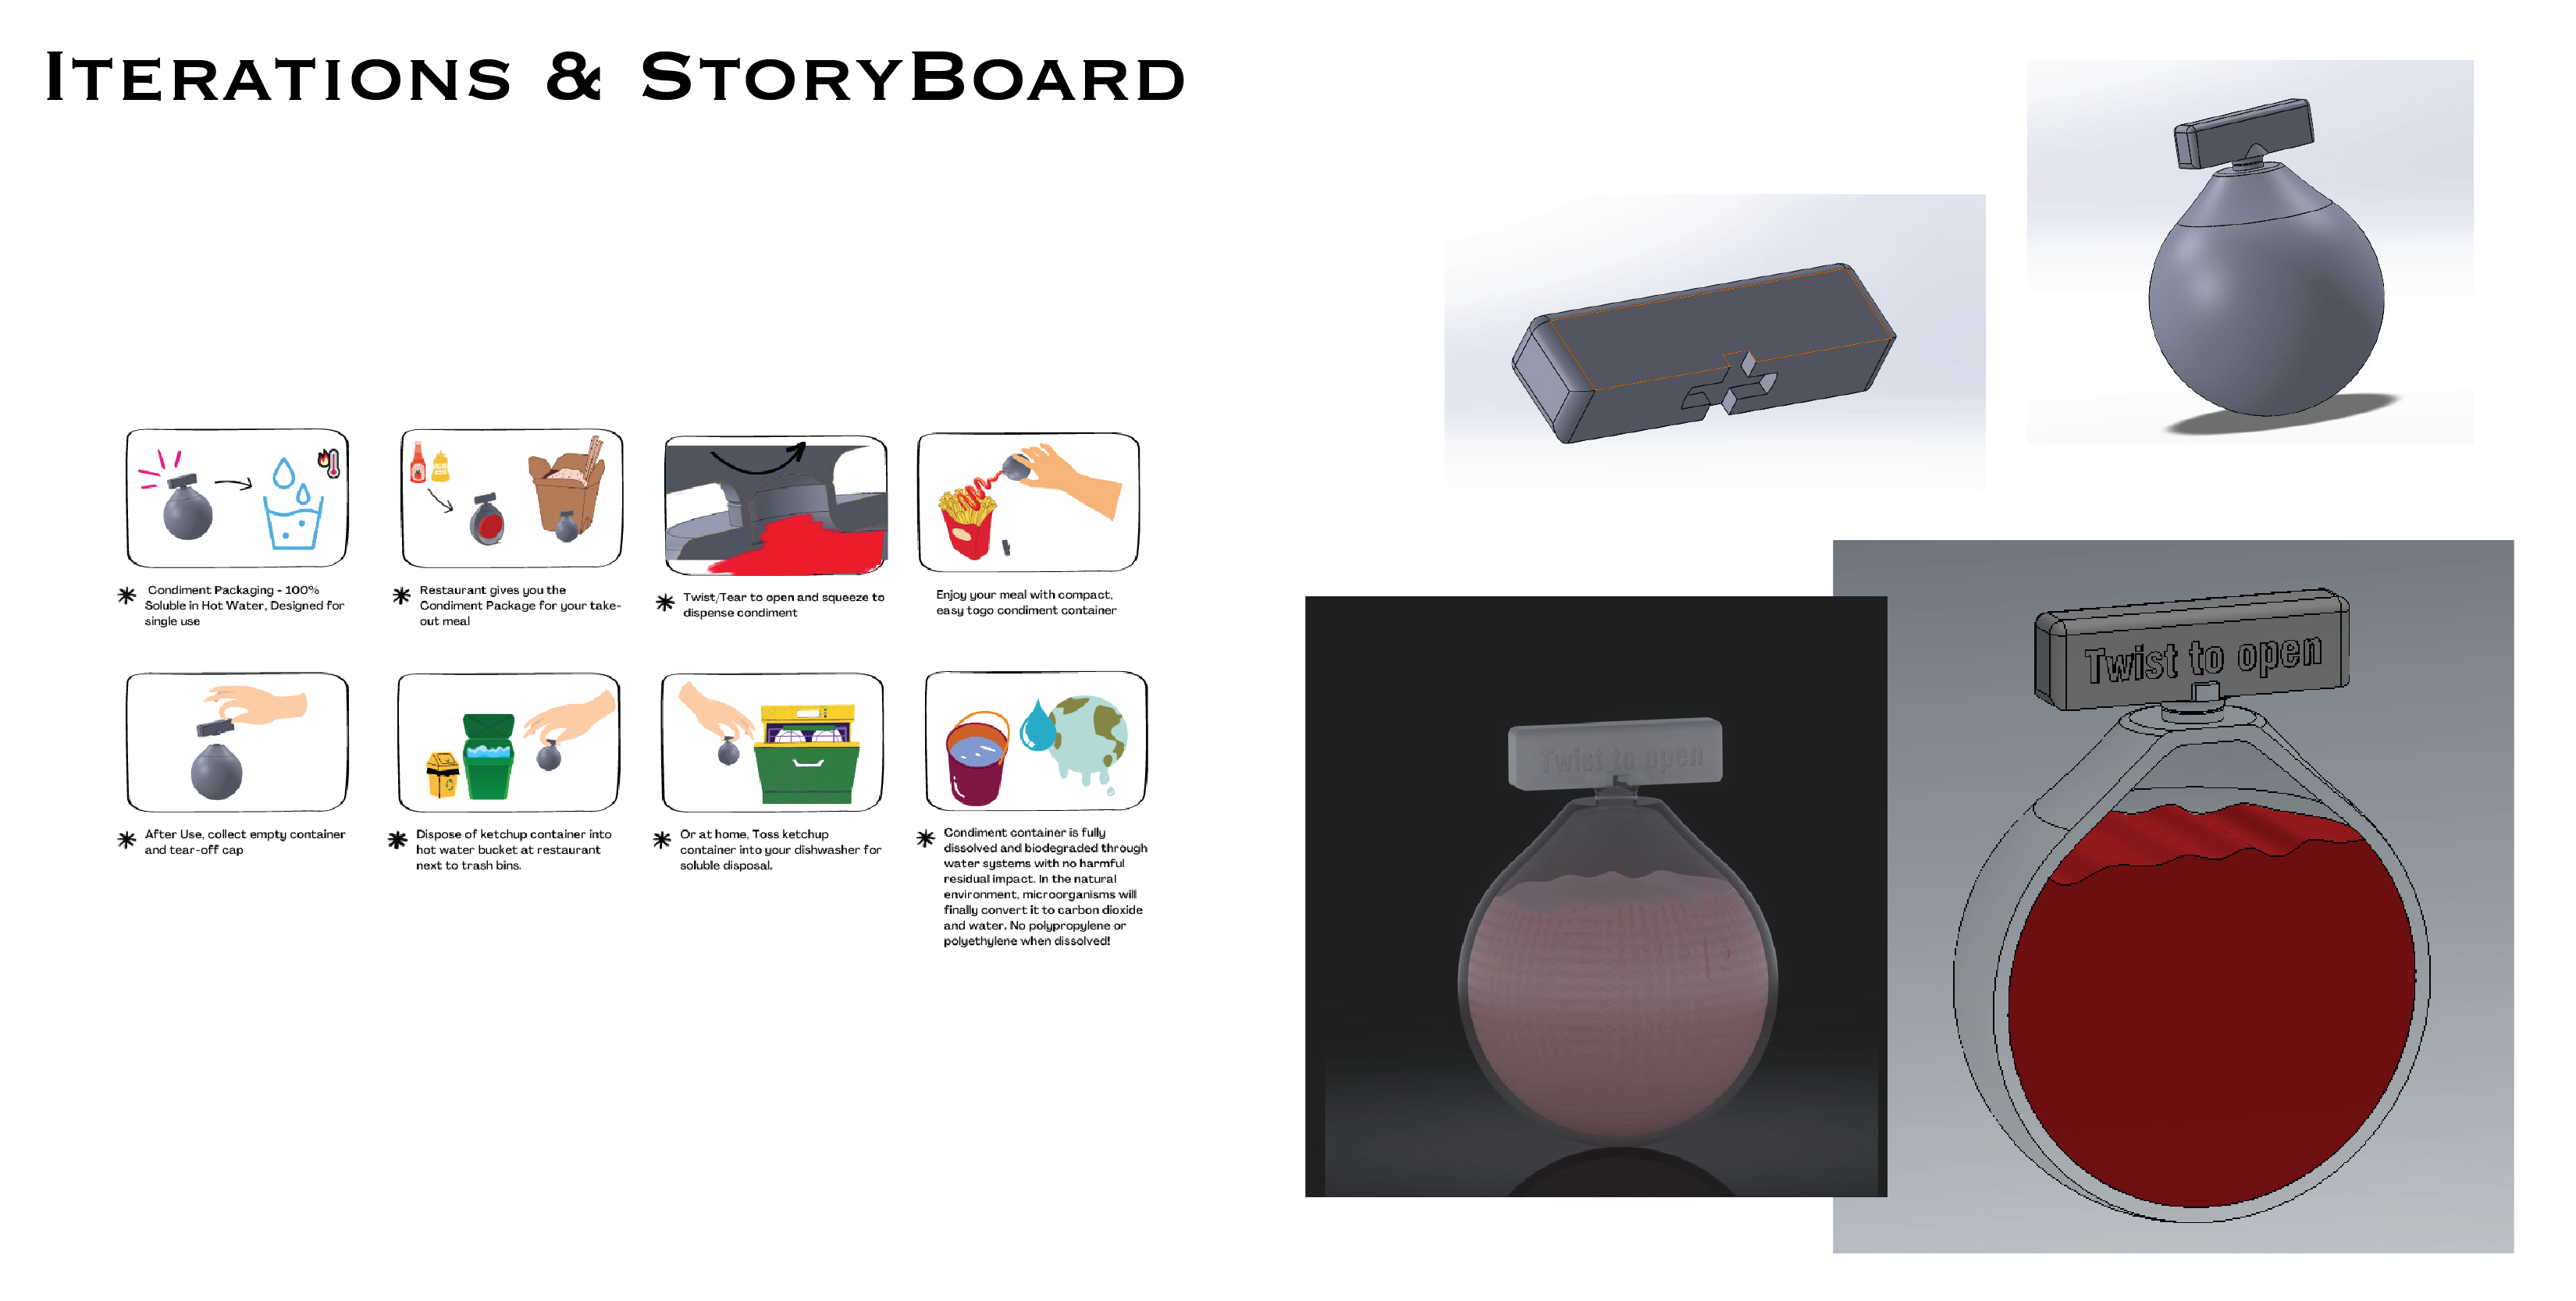 Iterations & StoryBoard
Condiment Packaging - 100%
Soluble in Hot Water, Designed for
single use
Restaurant gives you the
Condiment Package for your take-
out meal
Twist/Tear to open and squeeze to
dispense condiment
Enjoy your meal with compact,
easy togo condiment container
After Use, collect empty container
and tear-off cap
Dispose of ketchup container into
hot water bucket at restaurant
next to trash bins.
Or at home, Toss ketchup
container into your dishwasher for
soluble disposal.
Condiment container is fully
dissolved and biodegraded through
water systems with no harmful
residual impact. In the natural
environment, microorganisms will
finally convert it to carbon dioxide
and water. No polypropylene or
polyethylene when dissolved!
Twist to open
Twist to open